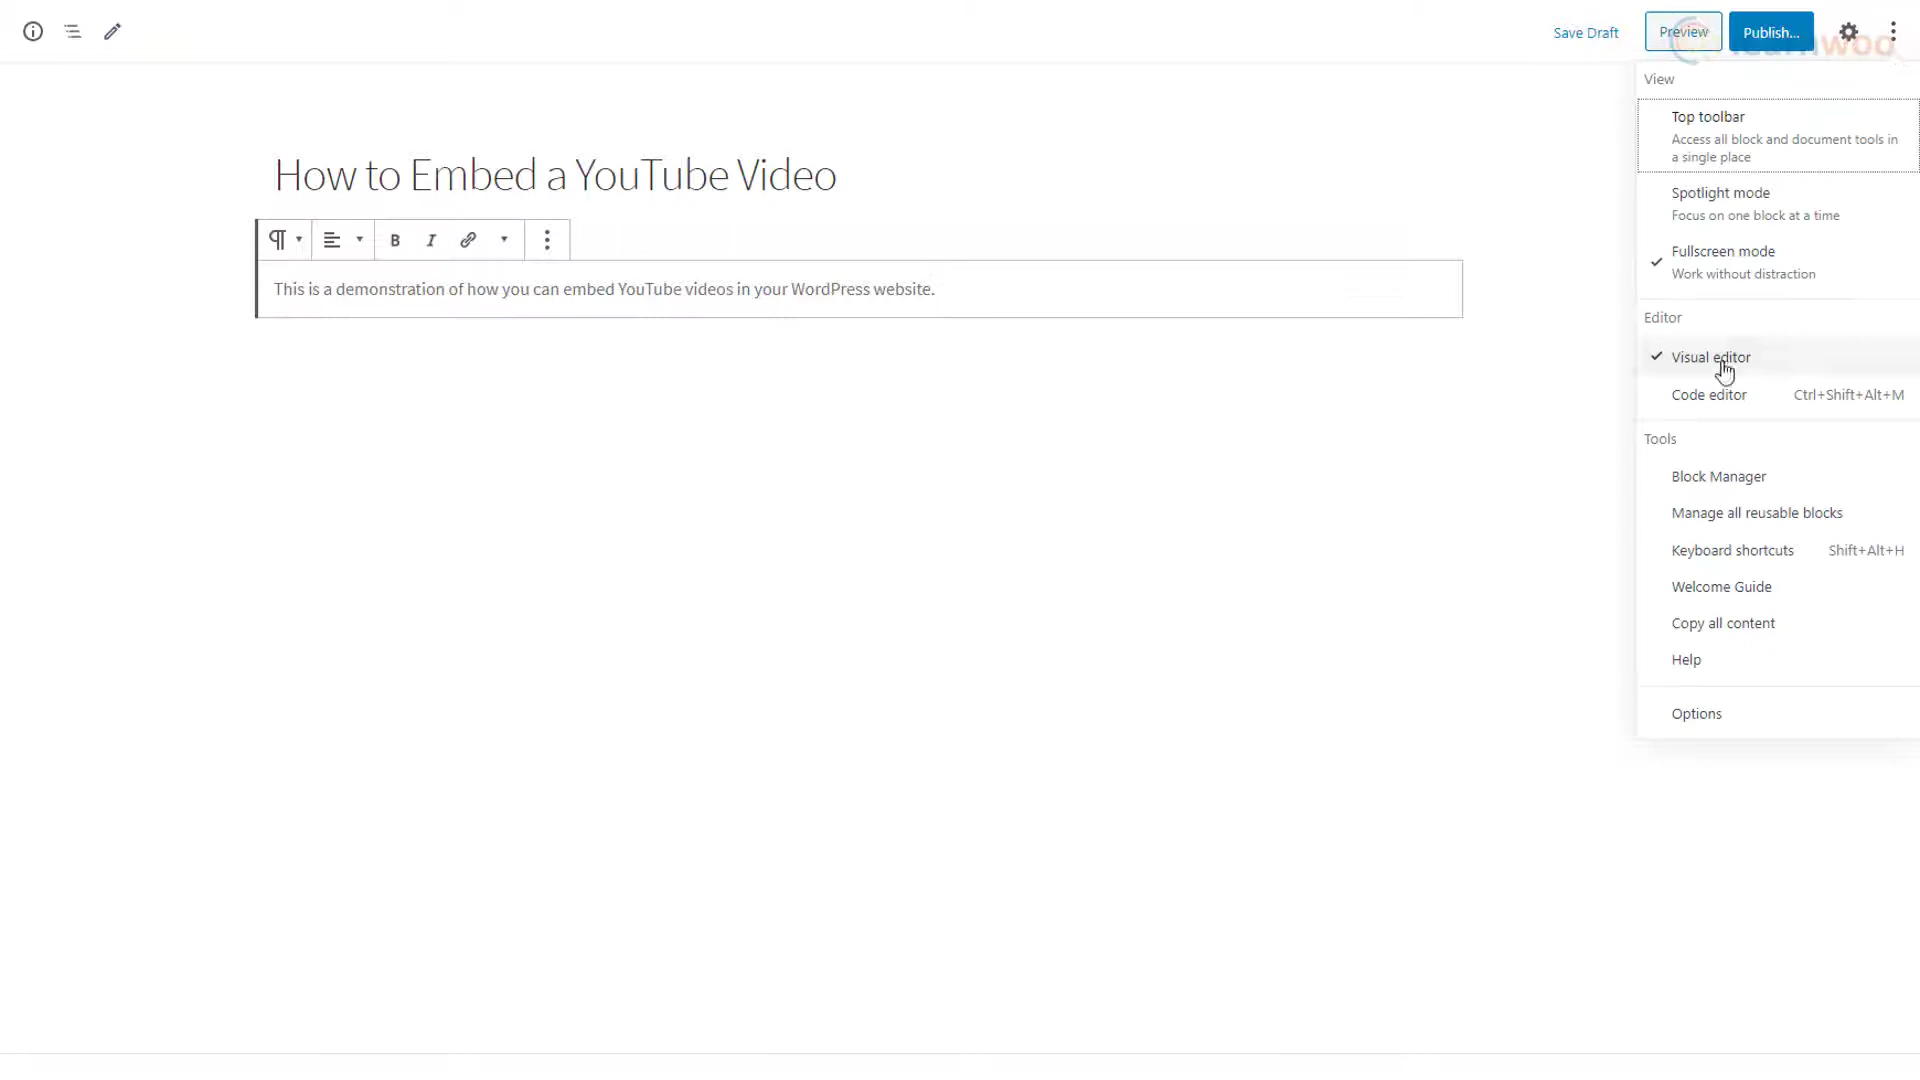 Save Draft
Preview
Publish...
View
Top toolbar
Access all block and document tools in
a single place
Spotlight mode
Focus on one block at a time
Fullscreen mode
Work without distraction
Editor
Visual editor
Code editor Ctrl+Shift+Alt+M
Tools
Block Manager
Manage all reusable blocks
Keyboard shortcuts Shift+Alt+H
Welcome Guide
Copy all content
Help
Options
How to Embed a YouTube Video
B I
This is a demonstration of how you can embed YouTube videos in your WordPress website.